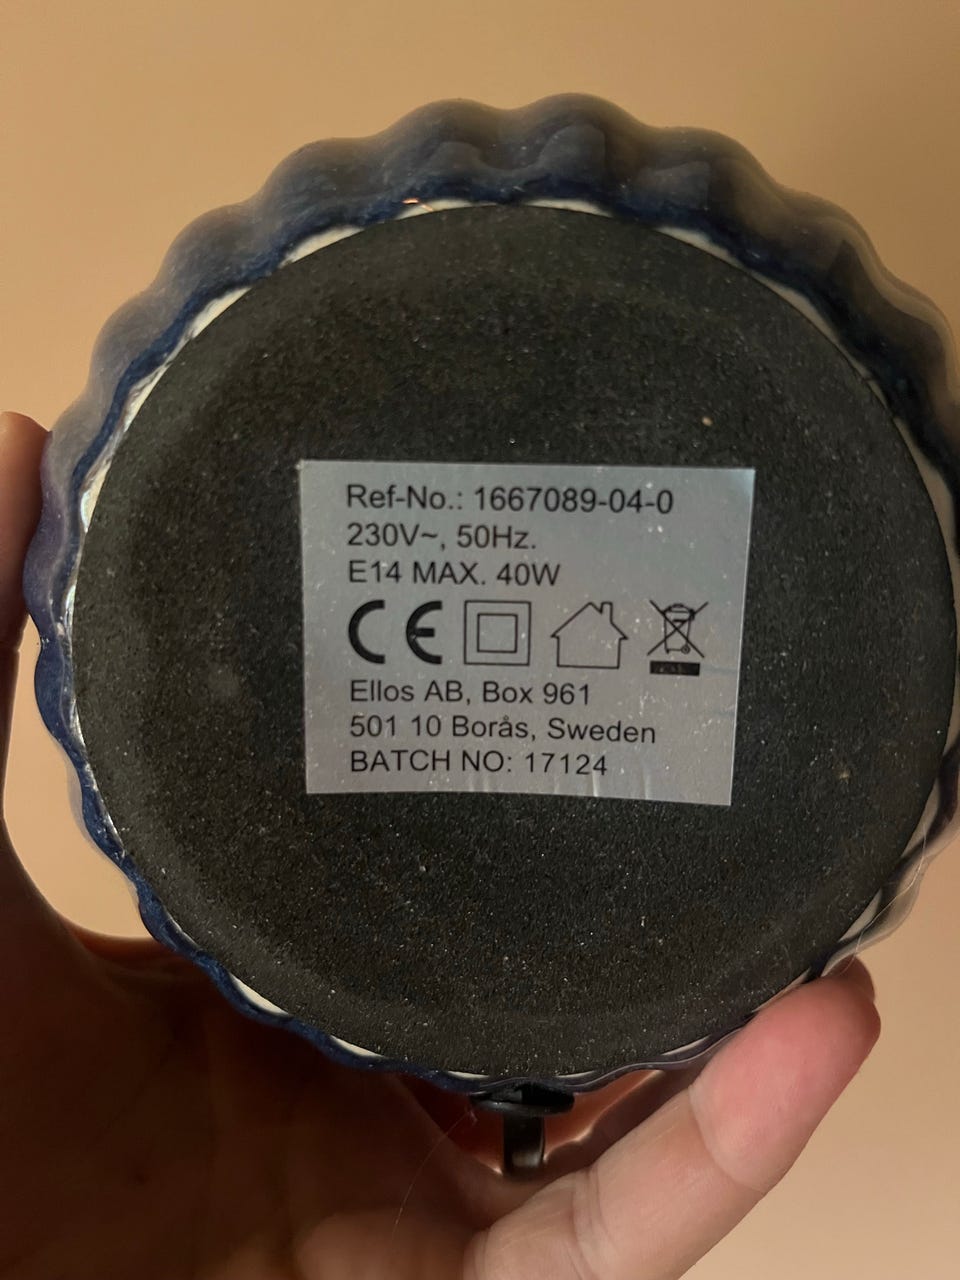 Ref-No.: 1667089-04-0
230V~, 50Hz.
E14 MAX. 40W
CE
Ellos AB, Box 961
501 10 Borås, Sweden
BATCH NO: 17124